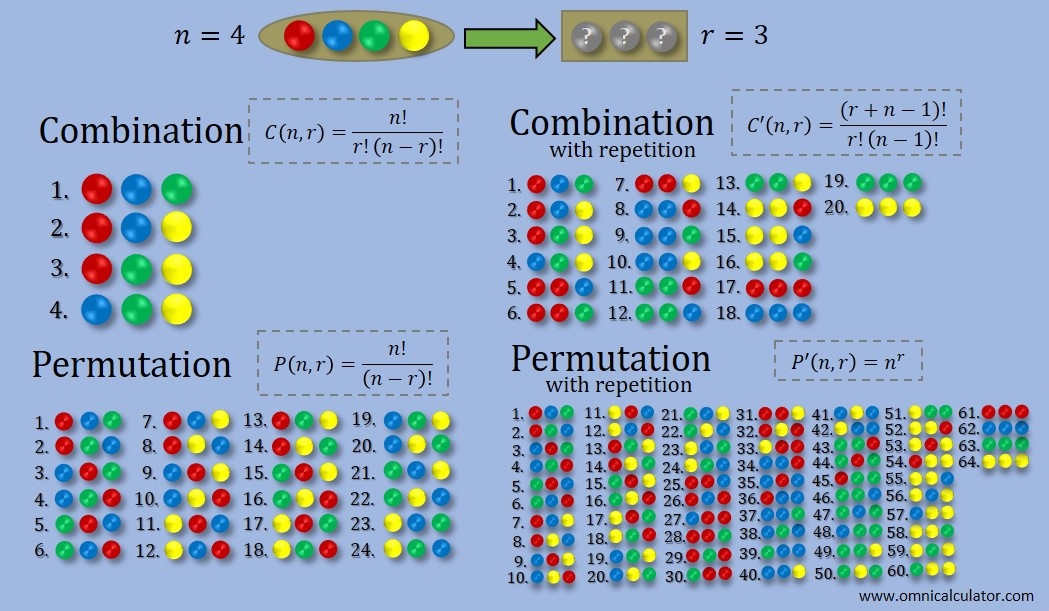 n = 4
? ? ?
r = 3
Combination
C(n, r) = n! / r! (n − r)!
1.
2.
3.
4.
Combination
with repetition
C′(n, r) = (r + n − 1)! / r! (n − 1)!
1. 7. 13. 19.
2. 8. 14. 20.
3. 9. 15.
4. 10. 16.
5. 11. 17.
6. 12. 18.
Permutation
P(n, r) = n! / (n − r)!
1. 7. 13. 19.
2. 8. 14. 20.
3. 9. 15. 21.
4. 10. 16. 22.
5. 11. 17. 23.
6. 12. 18. 24.
Permutation
with repetition
P′(n, r) = nʳ
1. 11. 21. 31. 41. 51. 61.
2. 12. 22. 32. 42. 52. 62.
3. 13. 23. 33. 43. 53. 63.
4. 14. 24. 34. 44. 54. 64.
5. 15. 25. 35. 45. 55.
6. 16. 26. 36. 46. 56.
7. 17. 27. 37. 47. 57.
8. 18. 28. 38. 48. 58.
9. 19. 29. 39. 49. 59.
10. 20. 30. 40. 50. 60.
www.omnicalculator.com